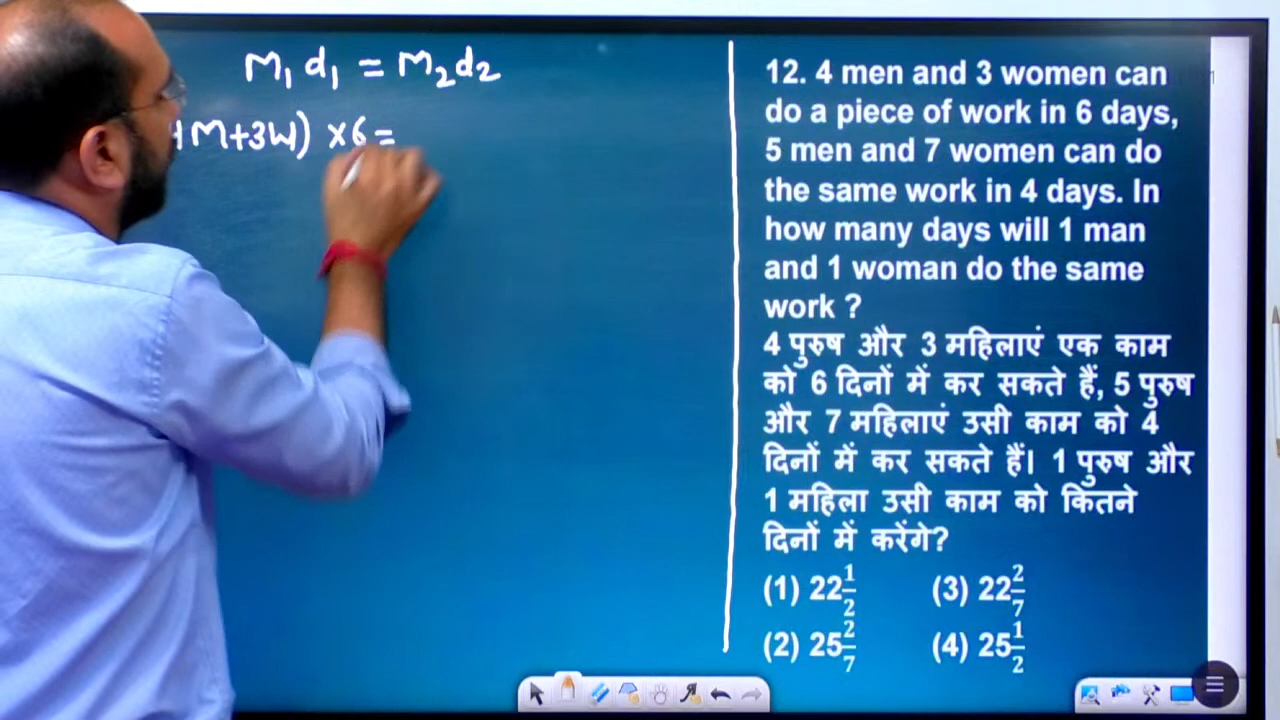 M₁ d₁ = M₂d₂
M+3W) ×6=
12. 4 men and 3 women can
do a piece of work in 6 days,
5 men and 7 women can do
the same work in 4 days. In
how many days will 1 man
and 1 woman do the same
work ?
4 पुरुष और 3 महिलाएं एक काम
को 6 दिनों में कर सकते हैं, 5 पुरुष
और 7 महिलाएं उसी काम को 4
दिनों में कर सकते हैं। 1 पुरुष और
1 महिला उसी काम को कितने
दिनों में करेंगे?
(1) 22 1/2 (3) 22 2/7
(2) 25 2/7 (4) 25 1/2